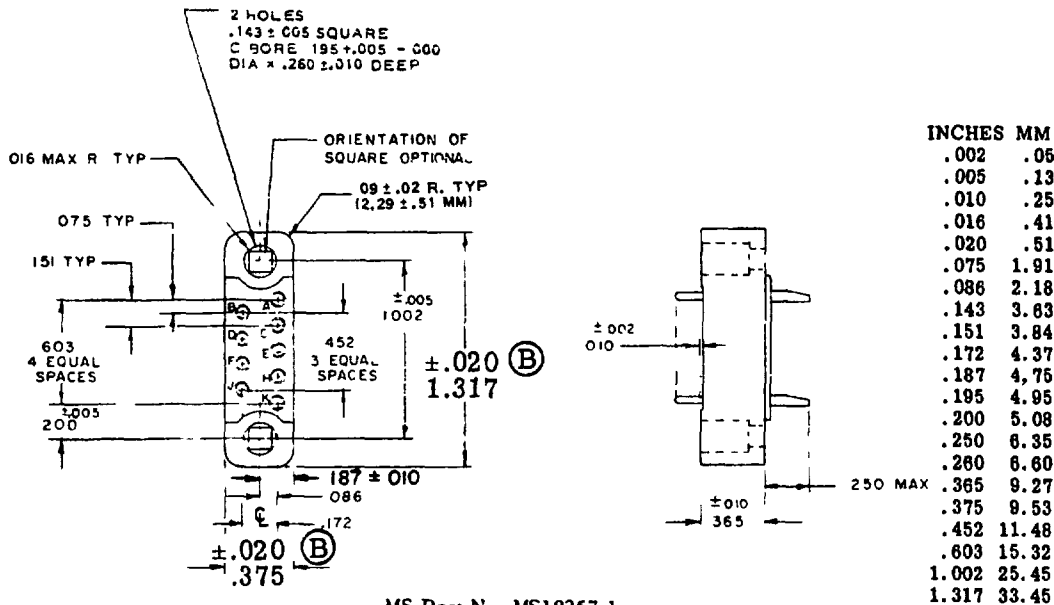 2 HOLES
.143 ± 005 SQUARE
C BORE 195 +.005 - 000
DIA × .260 ±.010 DEEP
ORIENTATION OF
SQUARE OPTIONAL
016 MAX R TYP
.09 ±.02 R. TYP
(2,29 ±.51 MM)
075 TYP
151 TYP
603
4 EQUAL
SPACES
±.005
200
A
B
C
D
E
F
H
J
K
452
3 EQUAL
SPACES
±.005
1002
±.020 Ⓑ
1.317
187 ± 010
086
℄
.172
±.020 Ⓑ
.375
±002
010
250 MAX
±010
365
INCHES MM
.002 .05
.005 .13
.010 .25
.016 .41
.020 .51
.075 1.91
.086 2.18
.143 3.63
.151 3.84
.172 4.37
.187 4,75
.195 4.95
.200 5.08
.250 6.35
.260 6.60
.365 9.27
.375 9.53
.452 11.48
.603 15.32
1.002 25.45
1.317 33.45